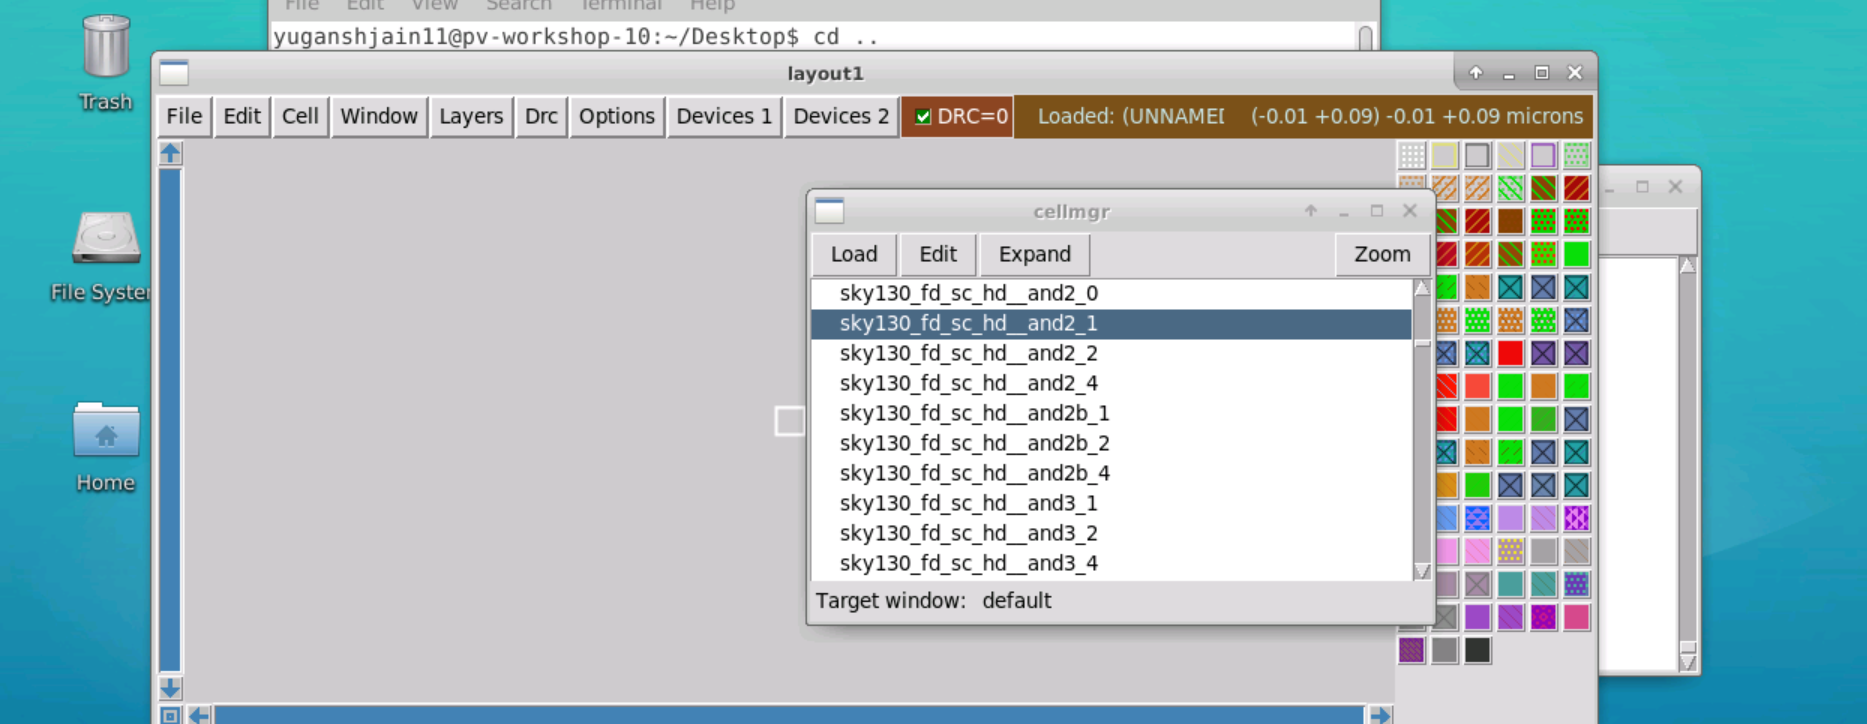 File Edit View Search Terminal Help
yuganshjain11@pv-workshop-10:~/Desktop$ cd ..
Trash
layout1
File Edit Cell Window Layers Drc Options Devices 1 Devices 2 DRC=0 Loaded: (UNNAMED (-0.01 +0.09) -0.01 +0.09 microns
cellmgr
Load Edit Expand Zoom
sky130_fd_sc_hd__and2_0
sky130_fd_sc_hd__and2_1
sky130_fd_sc_hd__and2_2
sky130_fd_sc_hd__and2_4
sky130_fd_sc_hd__and2b_1
sky130_fd_sc_hd__and2b_2
sky130_fd_sc_hd__and2b_4
sky130_fd_sc_hd__and3_1
sky130_fd_sc_hd__and3_2
sky130_fd_sc_hd__and3_4
Target window: default
File Syster
Home